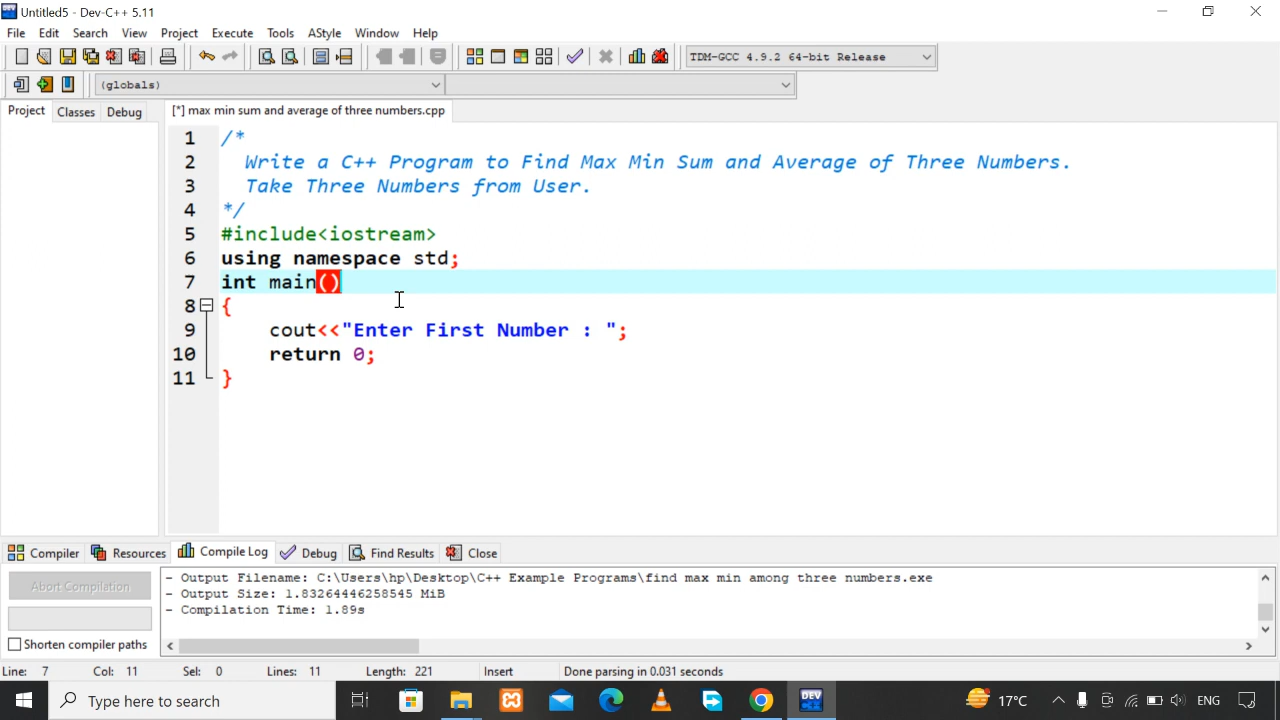 Untitled5 - Dev-C++ 5.11
File Edit Search View Project Execute Tools AStyle Window Help
TDM-GCC 4.9.2 64-bit Release
(globals)
Project Classes Debug [*] max min sum and average of three numbers.cpp
1 /*
2 Write a C++ Program to Find Max Min Sum and Average of Three Numbers.
3 Take Three Numbers from User.
4 */
5 #include<iostream>
6 using namespace std;
7 int main()
8 {
9 cout<<"Enter First Number : ";
10 return 0;
11 }
Compiler Resources Compile Log Debug Find Results Close
Abort Compilation
Shorten compiler paths
- Output Filename: C:\Users\hp\Desktop\C++ Example Programs\find max min among three numbers.exe
- Output Size: 1.83264446258545 MiB
- Compilation Time: 1.89s
Line: 7 Col: 11 Sel: 0 Lines: 11 Length: 221 Insert Done parsing in 0.031 seconds
Type here to search DEV 17°C ENG